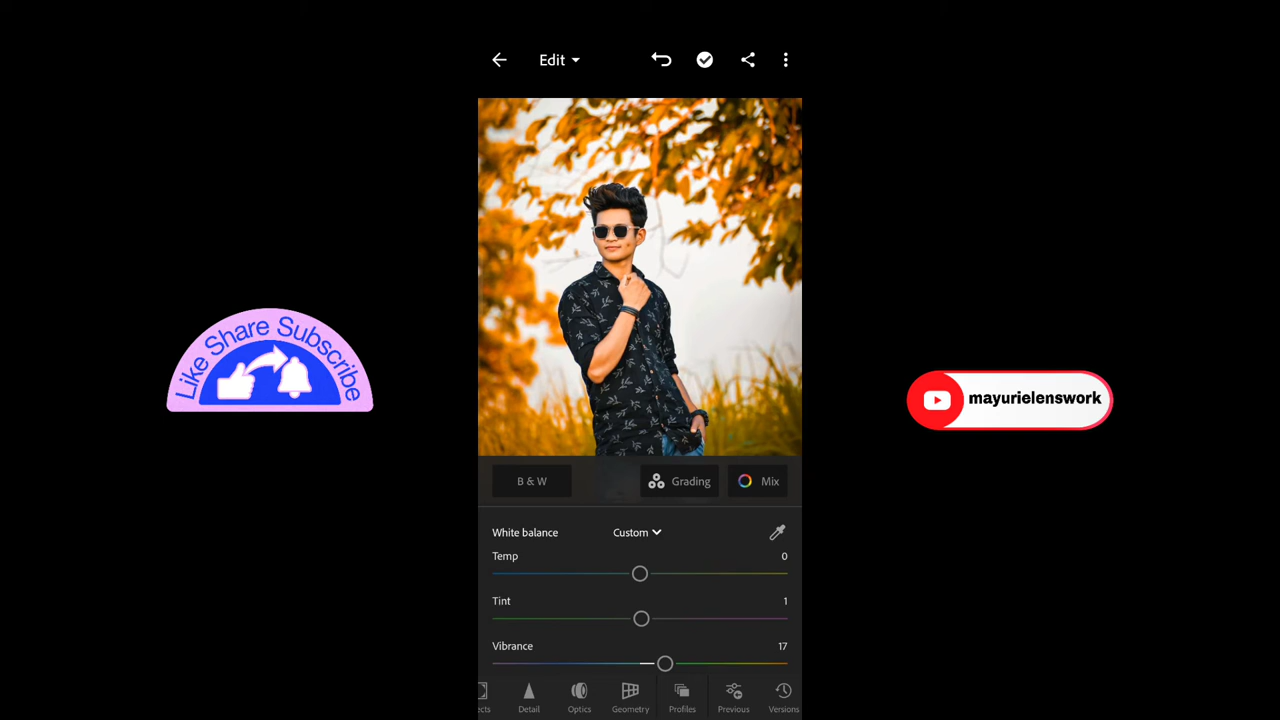 Edit
Like Share Subscribe
mayurielenswork
B & W
Grading
Mix
White balance
Custom
Temp
0
Tint
1
Vibrance
17
ects
Detail
Optics
Geometry
Profiles
Previous
Versions